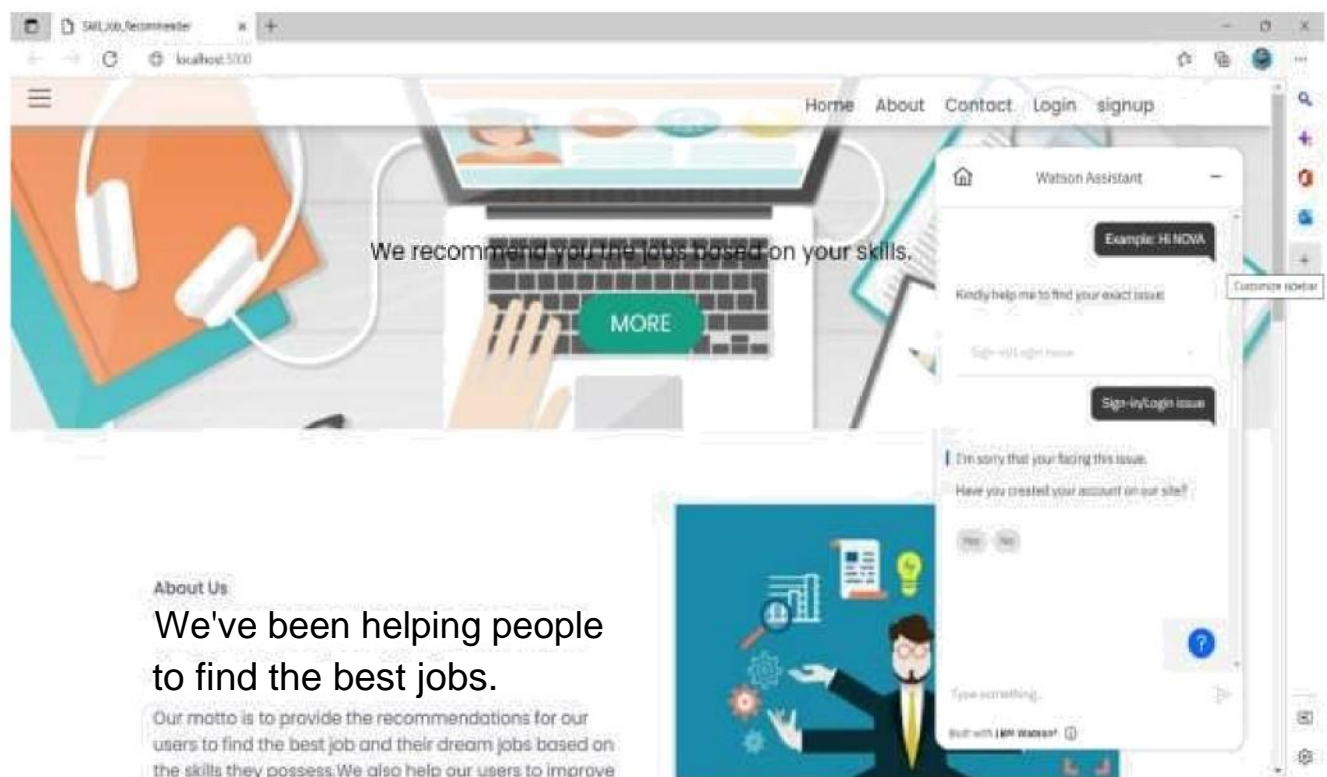 Skill_Job_Recommender
localhost:5000
Home About Contact Login signup
We recommend you the jobs based on your skills.
MORE
Watson Assistant
Example: Hi NOVA
Kindly help me to find your exact issue
Sign-in/Login issue
Sign-in/Login issue
I'm sorry that your facing this issue.
Have you created your account on our site?
Yes No
?
Type something...
Built with IBM Watson®
Customize sidebar
About Us
We've been helping people
to find the best jobs.
Our motto is to provide the recommendations for our
users to find the best job and their dream jobs based on
the skills they possess.We also help our users to improve